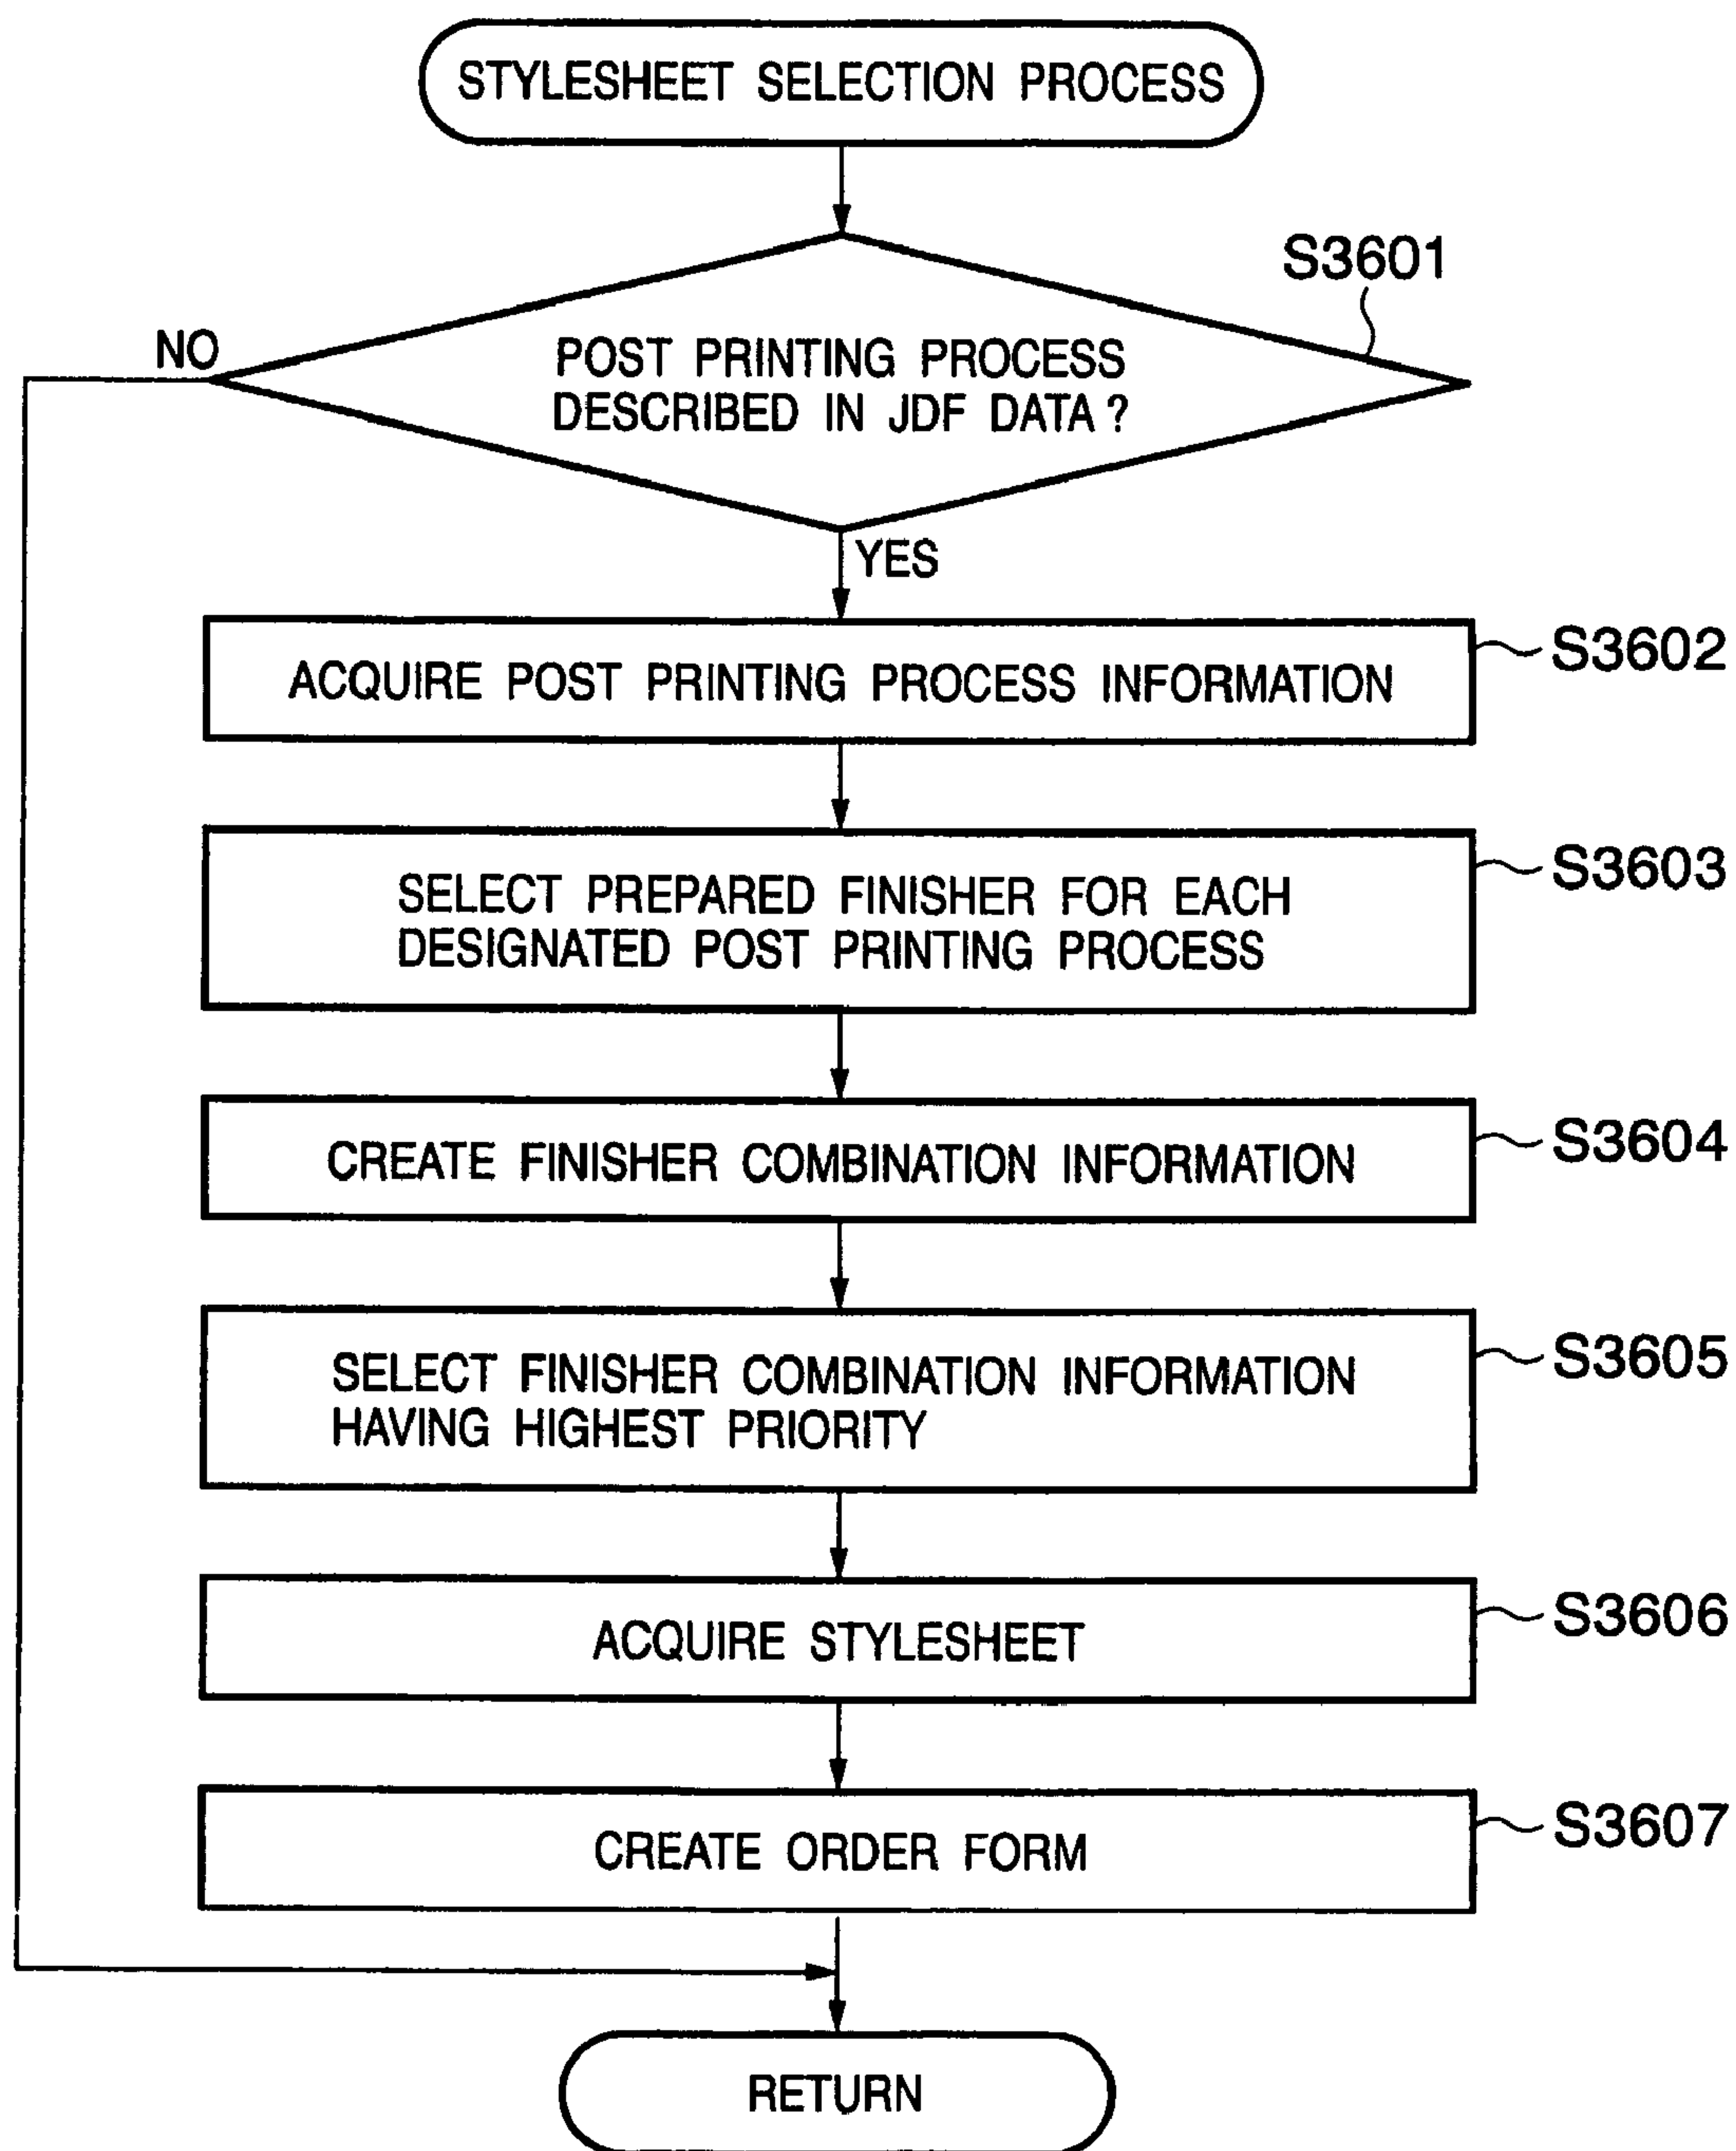 STYLESHEET SELECTION PROCESS
S3601
NO
POST PRINTING PROCESS
DESCRIBED IN JDF DATA ?
YES
S3602
ACQUIRE POST PRINTING PROCESS INFORMATION
S3603
SELECT PREPARED FINISHER FOR EACH
DESIGNATED POST PRINTING PROCESS
S3604
CREATE FINISHER COMBINATION INFORMATION
S3605
SELECT FINISHER COMBINATION INFORMATION
HAVING HIGHEST PRIORITY
S3606
ACQUIRE STYLESHEET
S3607
CREATE ORDER FORM
RETURN